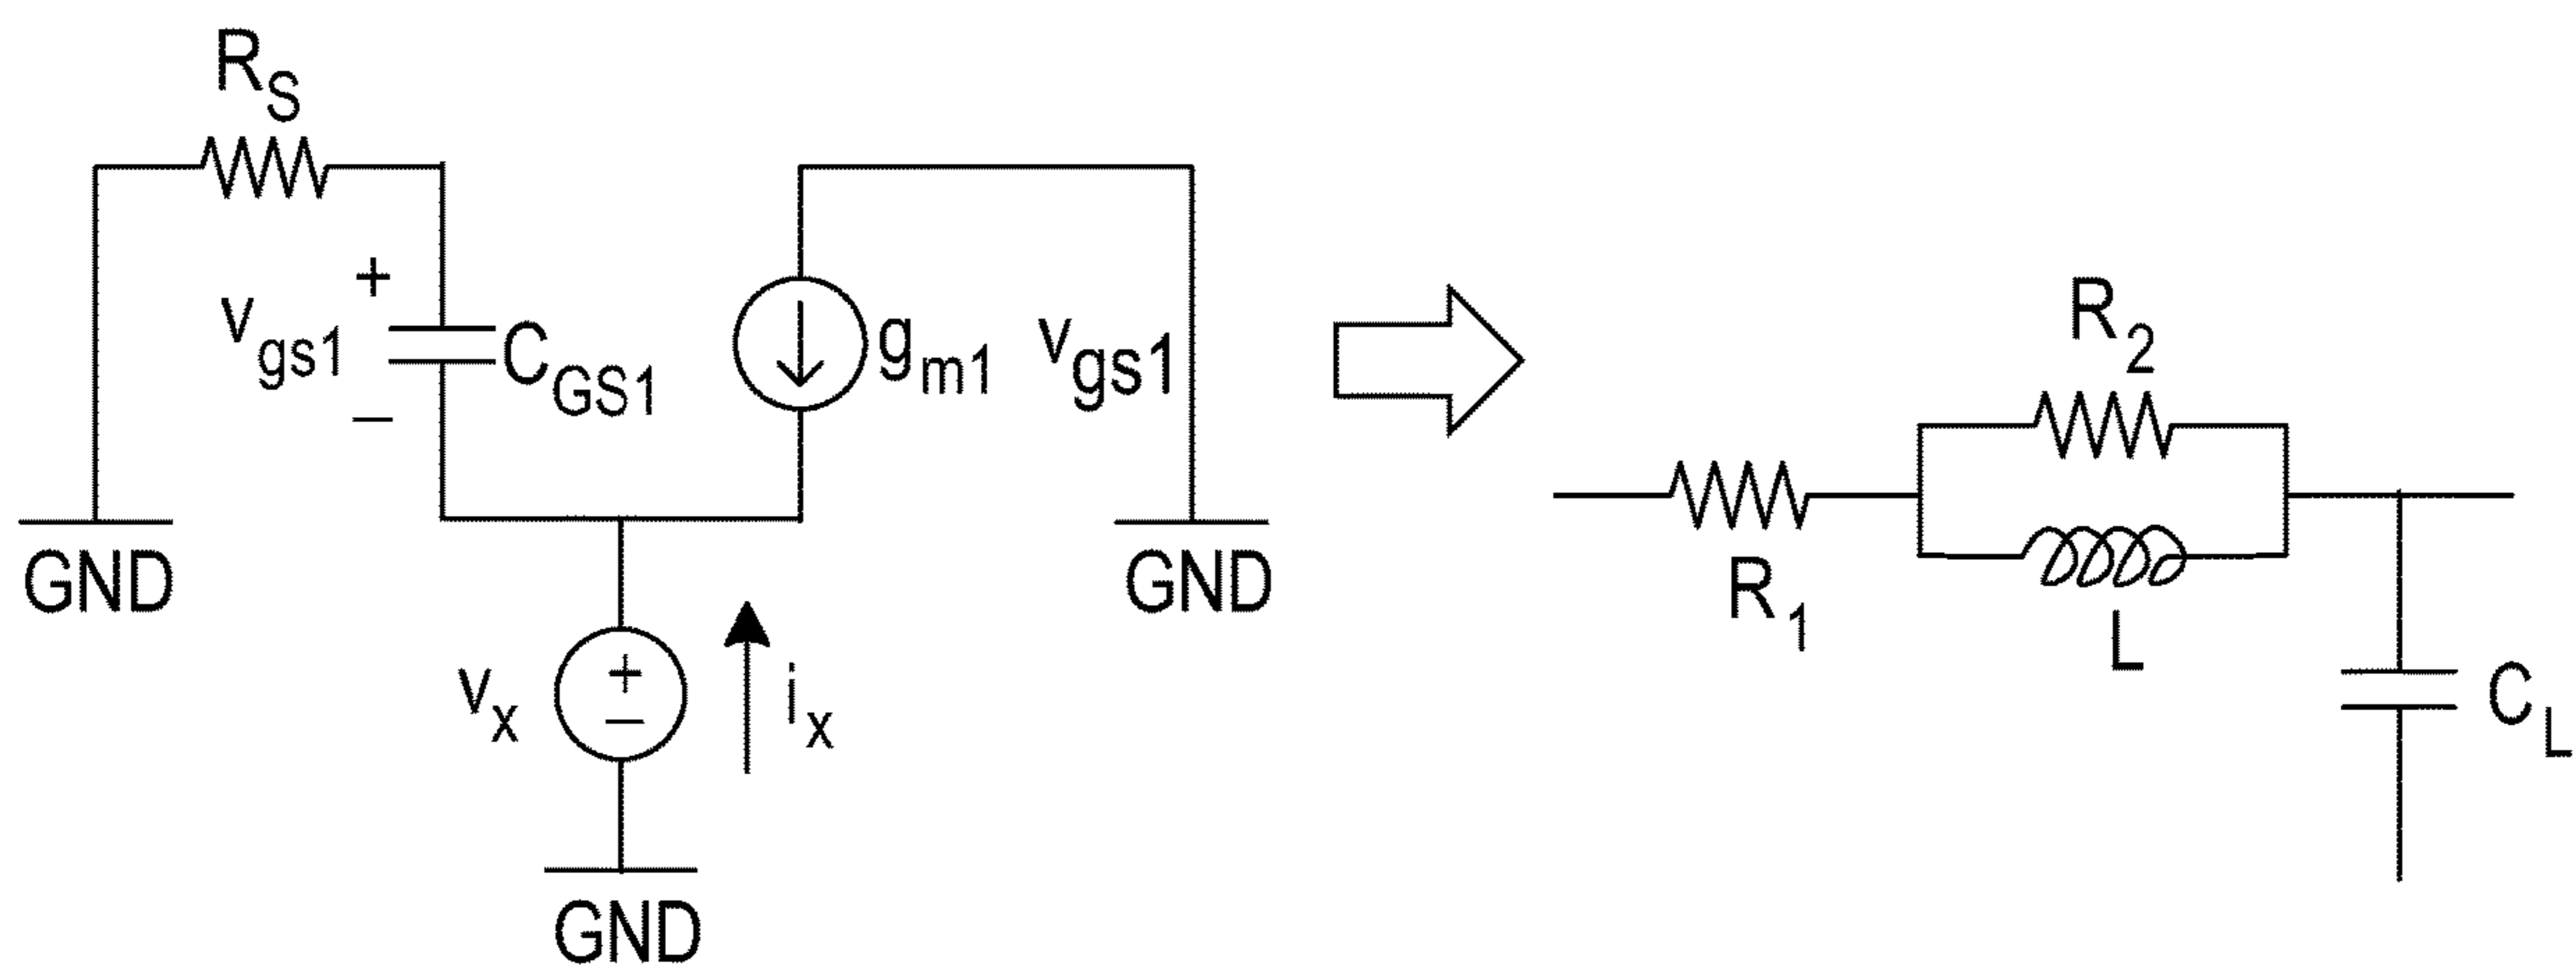 R_S
+
v_gs1
−
C_GS1
g_m1 v_gs1
GND
GND
v_x
+
−
i_x
GND
R_1
R_2
L
C_L